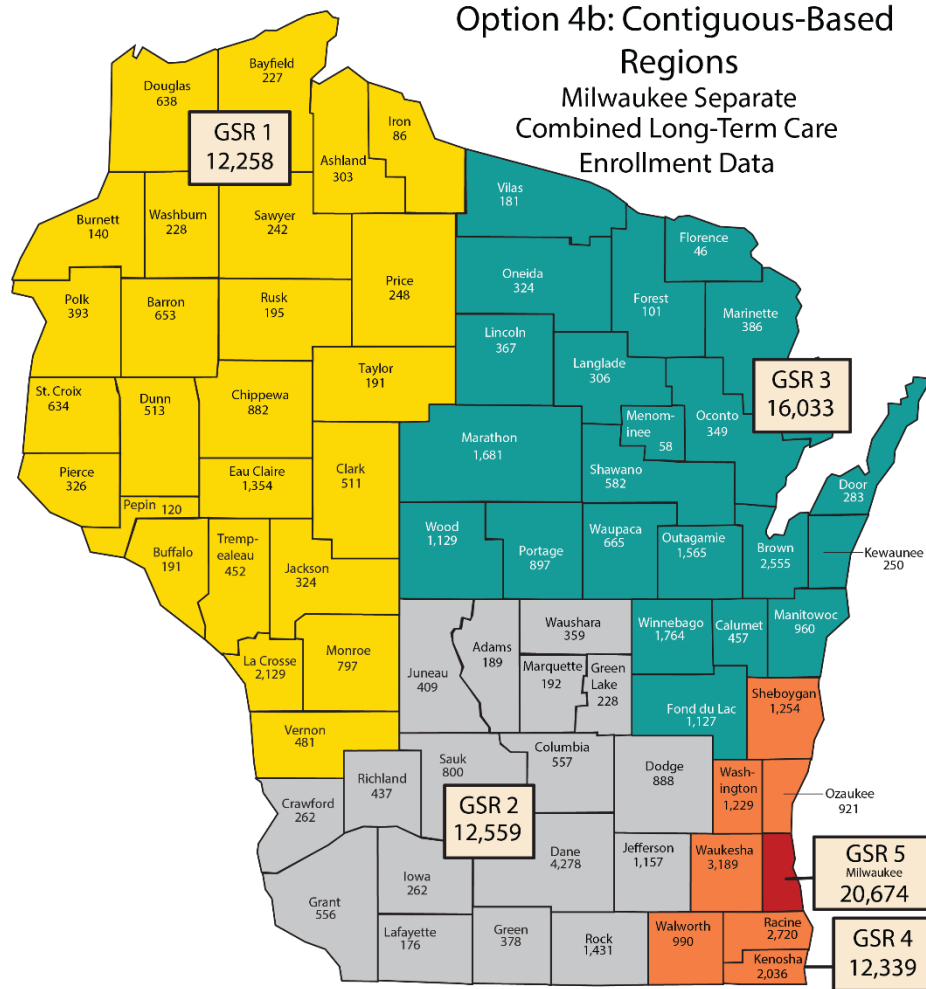 Option 4b: Contiguous-Based
Regions
Milwaukee Separate
Combined Long-Term Care
Enrollment Data
Bayfield
227
Douglas
638
GSR 1
12,258
Iron
86
Ashland
303
Vilas
181
Burnett
140
Washburn
228
Sawyer
242
Florence
46
Price
248
Oneida
324
Forest
101
Polk
393
Barron
653
Rusk
195
Marinette
386
Lincoln
367
Langlade
306
Taylor
191
GSR 3
16,033
St. Croix
634
Dunn
513
Chippewa
882
Menom-
inee
58
Oconto
349
Marathon
1,681
Pierce
326
Eau Claire
1,354
Clark
511
Shawano
582
Door
283
Pepin 120
Wood
1,129
Portage
897
Waupaca
665
Outagamie
1,565
Brown
2,555
Kewaunee
250
Buffalo
191
Tremp-
ealeau
452
Jackson
324
Waushara
359
Winnebago
1,764
Calumet
457
Manitowoc
960
La Crosse
2,129
Monroe
797
Juneau
409
Adams
189
Marquette
192
Green
Lake
228
Sheboygan
1,254
Fond du Lac
1,127
Vernon
481
Columbia
557
Sauk
800
Dodge
888
Richland
437
Wash-
ington
1,229
Ozaukee
921
Crawford
262
GSR 2
12,559
Waukesha
3,189
Jefferson
1,157
Dane
4,278
GSR 5
Milwaukee
20,674
Iowa
262
Grant
556
Lafayette
176
Green
378
Rock
1,431
Walworth
990
Racine
2,720
Kenosha
2,036
GSR 4
12,339